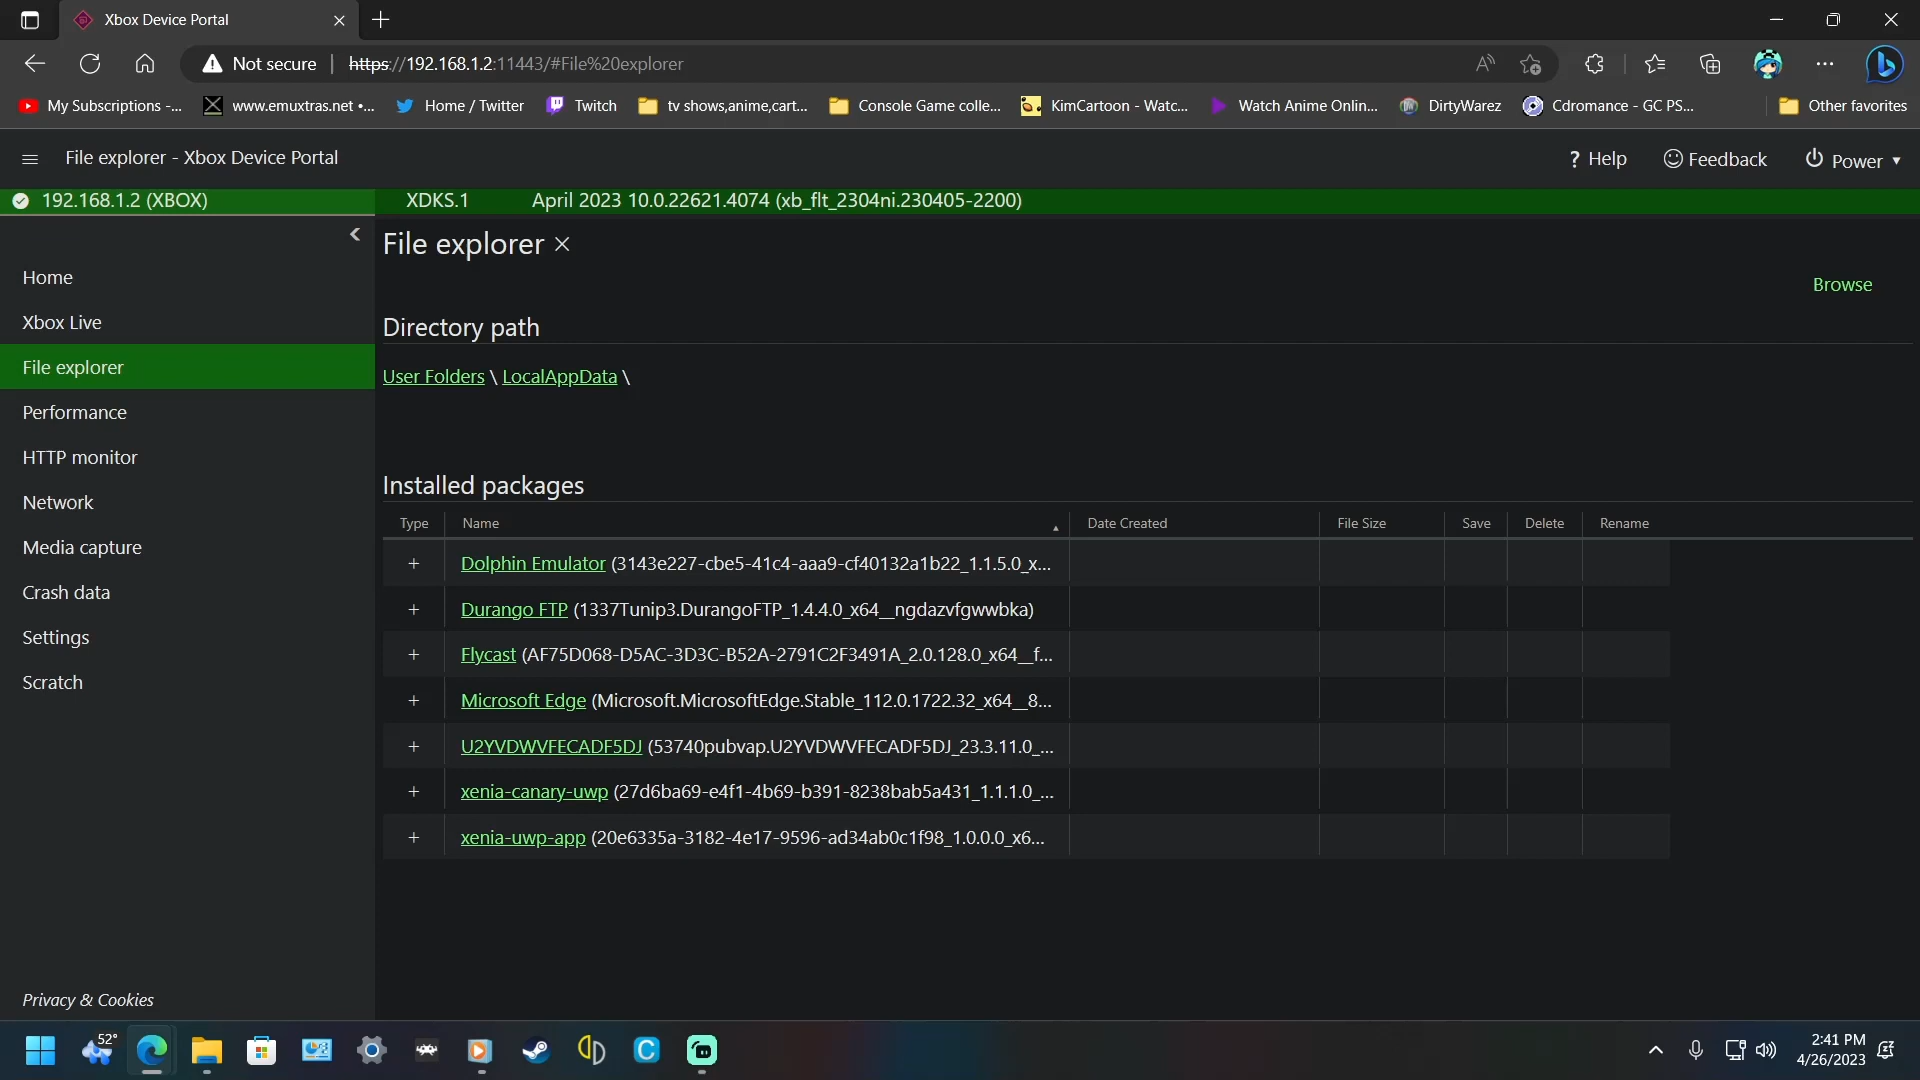 Xbox Device Portal
Not secure
https://192.168.1.2:11443/#File%20explorer
My Subscriptions -...
www.emuxtras.net •...
Home / Twitter
Twitch
tv shows,anime,cart...
Console Game colle...
KimCartoon - Watc...
Watch Anime Onlin...
DirtyWarez
Cdromance - GC PS...
Other favorites
File explorer - Xbox Device Portal
? Help
Feedback
Power
192.168.1.2 (XBOX)
XDKS.1
April 2023 10.0.22621.4074 (xb_flt_2304ni.230405-2200)
Home
Xbox Live
File explorer
Performance
HTTP monitor
Network
Media capture
Crash data
Settings
Scratch
Privacy & Cookies
File explorer
Browse
Directory path
User Folders \ LocalAppData \
Installed packages
Type Name Date Created File Size Save Delete Rename
+ Dolphin Emulator (3143e227-cbe5-41c4-aaa9-cf40132a1b22_1.1.5.0_x...
+ Durango FTP (1337Tunip3.DurangoFTP_1.4.4.0_x64__ngdazvfgwwbka)
+ Flycast (AF75D068-D5AC-3D3C-B52A-2791C2F3491A_2.0.128.0_x64__f...
+ Microsoft Edge (Microsoft.MicrosoftEdge.Stable_112.0.1722.32_x64__8...
+ U2YVDWVFECADF5DJ (53740pubvap.U2YVDWVFECADF5DJ_23.3.11.0_...
+ xenia-canary-uwp (27d6ba69-e4f1-4b69-b391-8238bab5a431_1.1.1.0_...
+ xenia-uwp-app (20e6335a-3182-4e17-9596-ad34ab0c1f98_1.0.0.0_x6...
52°
2:41 PM
4/26/2023